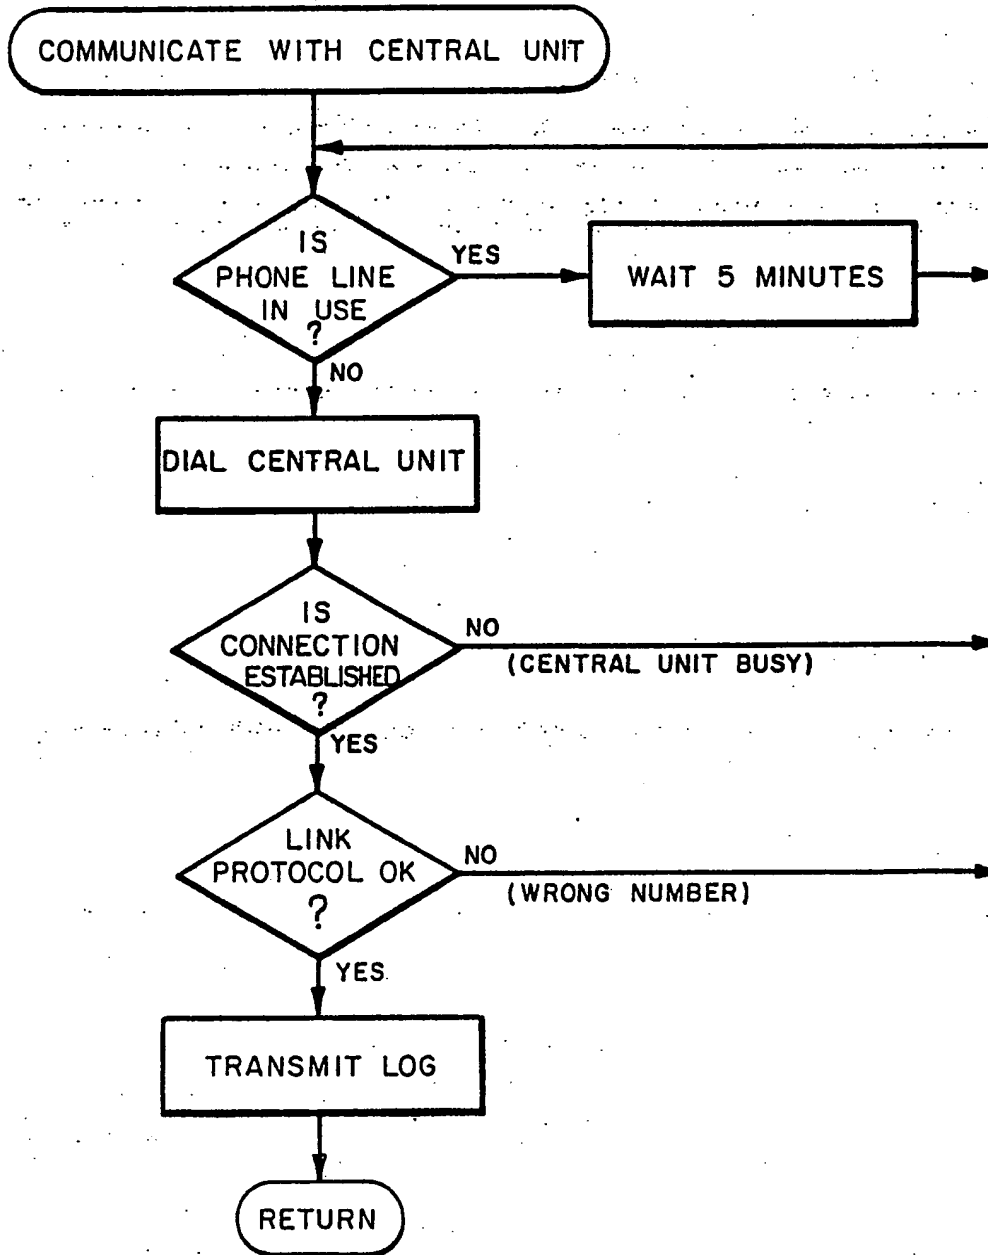 COMMUNICATE WITH CENTRAL UNIT
IS
PHONE LINE
IN USE
?
YES
WAIT 5 MINUTES
NO
DIAL CENTRAL UNIT
IS
CONNECTION
ESTABLISHED
?
NO
(CENTRAL UNIT BUSY)
YES
LINK
PROTOCOL OK
?
NO
(WRONG NUMBER)
YES
TRANSMIT LOG
RETURN